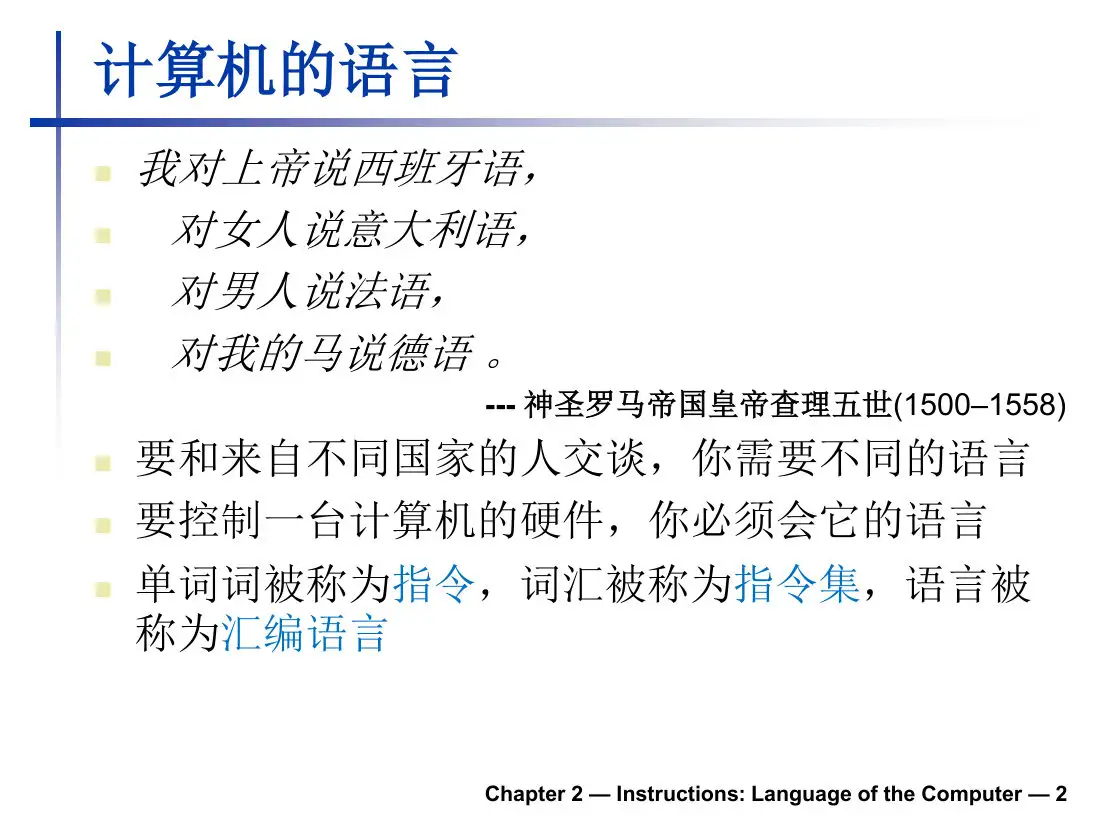 计算机的语言
我对上帝说西班牙语，
对女人说意大利语，
对男人说法语，
对我的马说德语 。
--- 神圣罗马帝国皇帝查理五世(1500–1558)
要和来自不同国家的人交谈，你需要不同的语言
要控制一台计算机的硬件，你必须会它的语言
单词词被称为指令，词汇被称为指令集，语言被
称为汇编语言
Chapter 2 — Instructions: Language of the Computer — 2